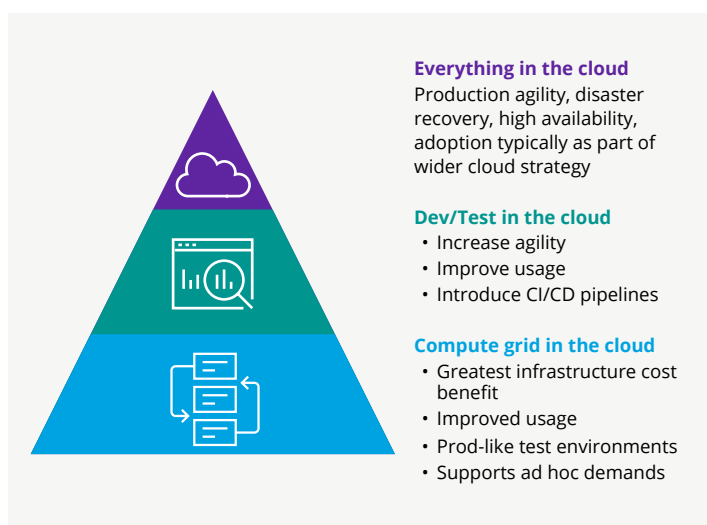 Everything in the cloud
Production agility, disaster
recovery, high availability,
adoption typically as part of
wider cloud strategy
Dev/Test in the cloud
• Increase agility
• Improve usage
• Introduce CI/CD pipelines
Compute grid in the cloud
• Greatest infrastructure cost
benefit
• Improved usage
• Prod-like test environments
• Supports ad hoc demands